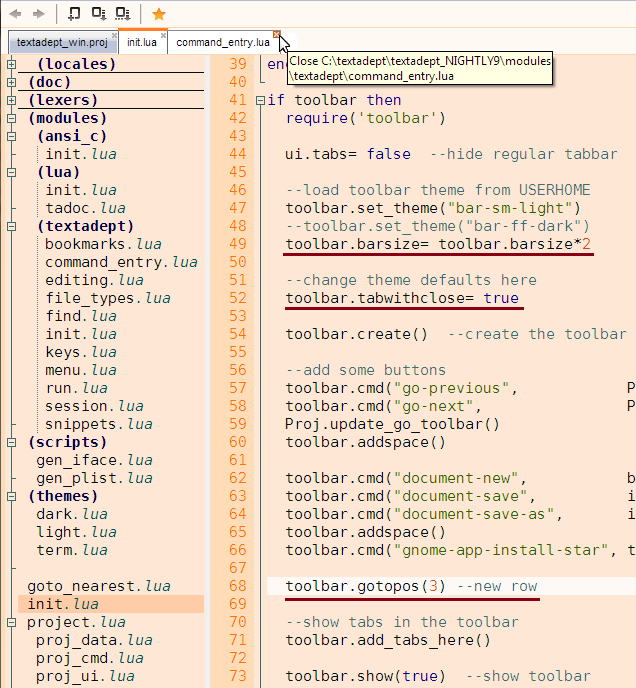 textadept_win.proj
init.lua
command_entry.lua
Close C:\textadept\textadept_NIGHTLY9\modules
\textadept\command_entry.lua
(locales)
(doc)
(lexers)
(modules)
(ansi_c)
init.lua
(lua)
init.lua
tadoc.lua
(textadept)
bookmarks.lua
command_entry.lua
editing.lua
file_types.lua
find.lua
init.lua
keys.lua
menu.lua
run.lua
session.lua
snippets.lua
(scripts)
gen_iface.lua
gen_plist.lua
(themes)
dark.lua
light.lua
term.lua
goto_nearest.lua
init.lua
project.lua
proj_data.lua
proj_cmd.lua
proj_ui.lua
39 en
40
41 if toolbar then
42 require('toolbar')
43
44 ui.tabs= false --hide regular tabbar
45
46 --load toolbar theme from USERHOME
47 toolbar.set_theme("bar-sm-light")
48 --toolbar.set_theme("bar-ff-dark")
49 toolbar.barsize= toolbar.barsize*2
50
51 --change theme defaults here
52 toolbar.tabwithclose= true
53
54 toolbar.create() --create the toolbar
55
56 --add some buttons
57 toolbar.cmd("go-previous", P
58 toolbar.cmd("go-next", P
59 Proj.update_go_toolbar()
60 toolbar.addspace()
61
62 toolbar.cmd("document-new", b
63 toolbar.cmd("document-save", i
64 toolbar.cmd("document-save-as", i
65 toolbar.addspace()
66 toolbar.cmd("gnome-app-install-star", t
67
68 toolbar.gotopos(3) --new row
69
70 --show tabs in the toolbar
71 toolbar.add_tabs_here()
72
73 toolbar.show(true) --show toolbar